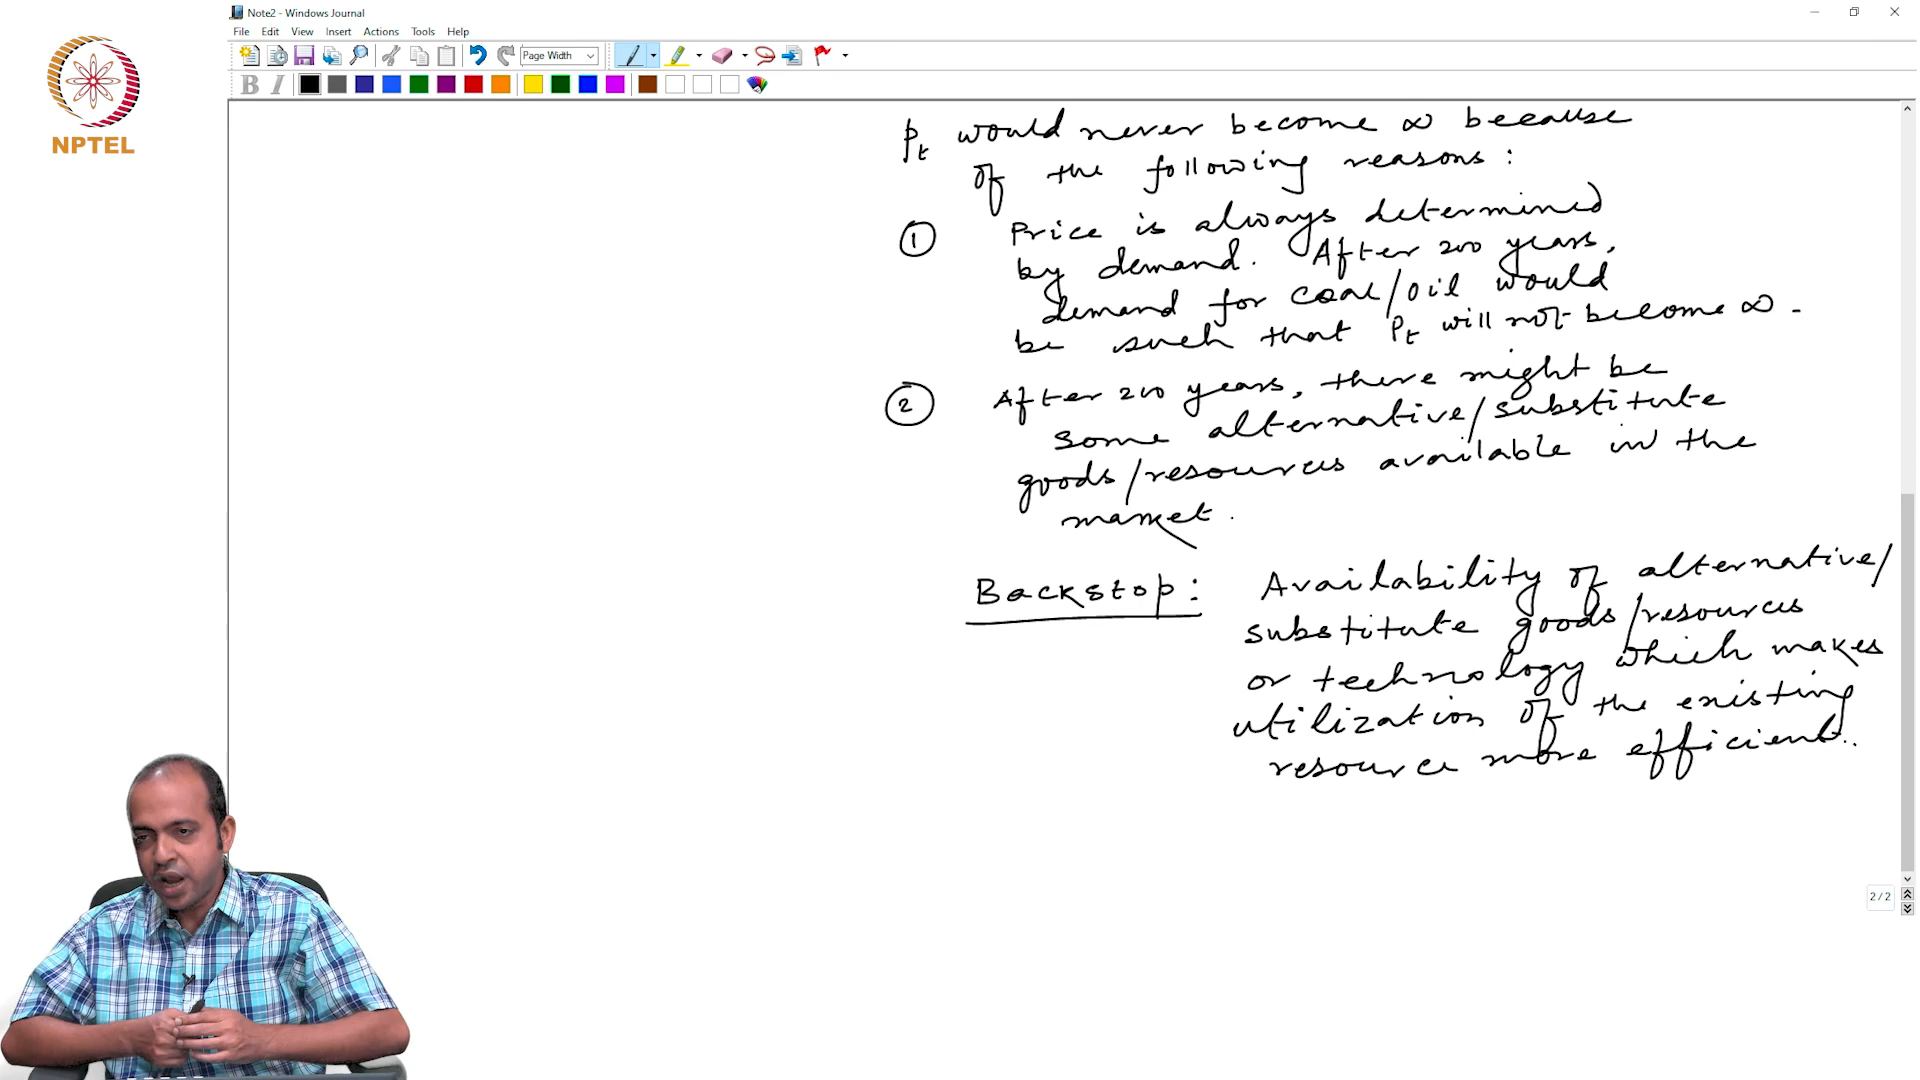 Note2 - Windows Journal
File Edit View Insert Actions Tools Help
Page Width
B I
NPTEL
Pt would never become ∞ because
of the following reasons :
① Price is always determined
by demand. After 200 years,
demand for coal/oil would
be such that Pt will not become ∞.
② After 200 years, there might be
some alternative/substitute
goods/resources available in the
market.
Backstop : Availability of alternative/
substitute goods/resources
or technology which makes
utilization of the existing
resource more efficient..
2/2